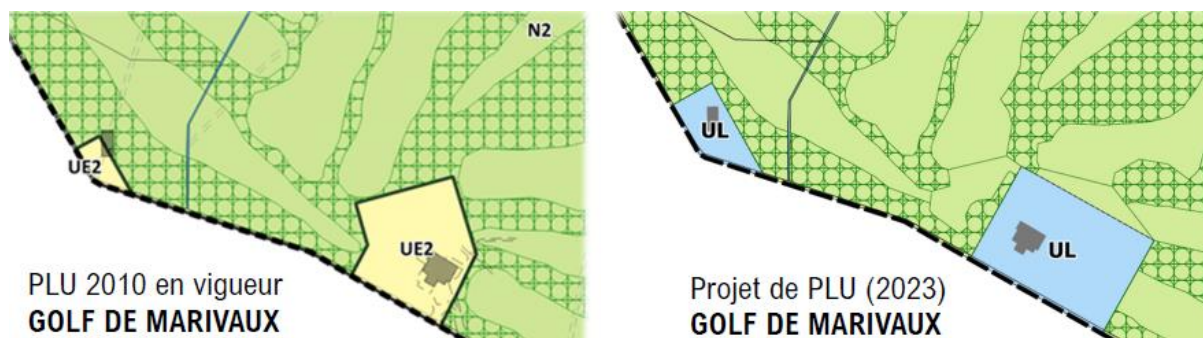 N2
UE2
UE2
PLU 2010 en vigueur
GOLF DE MARIVAUX
UL
UL
Projet de PLU (2023)
GOLF DE MARIVAUX